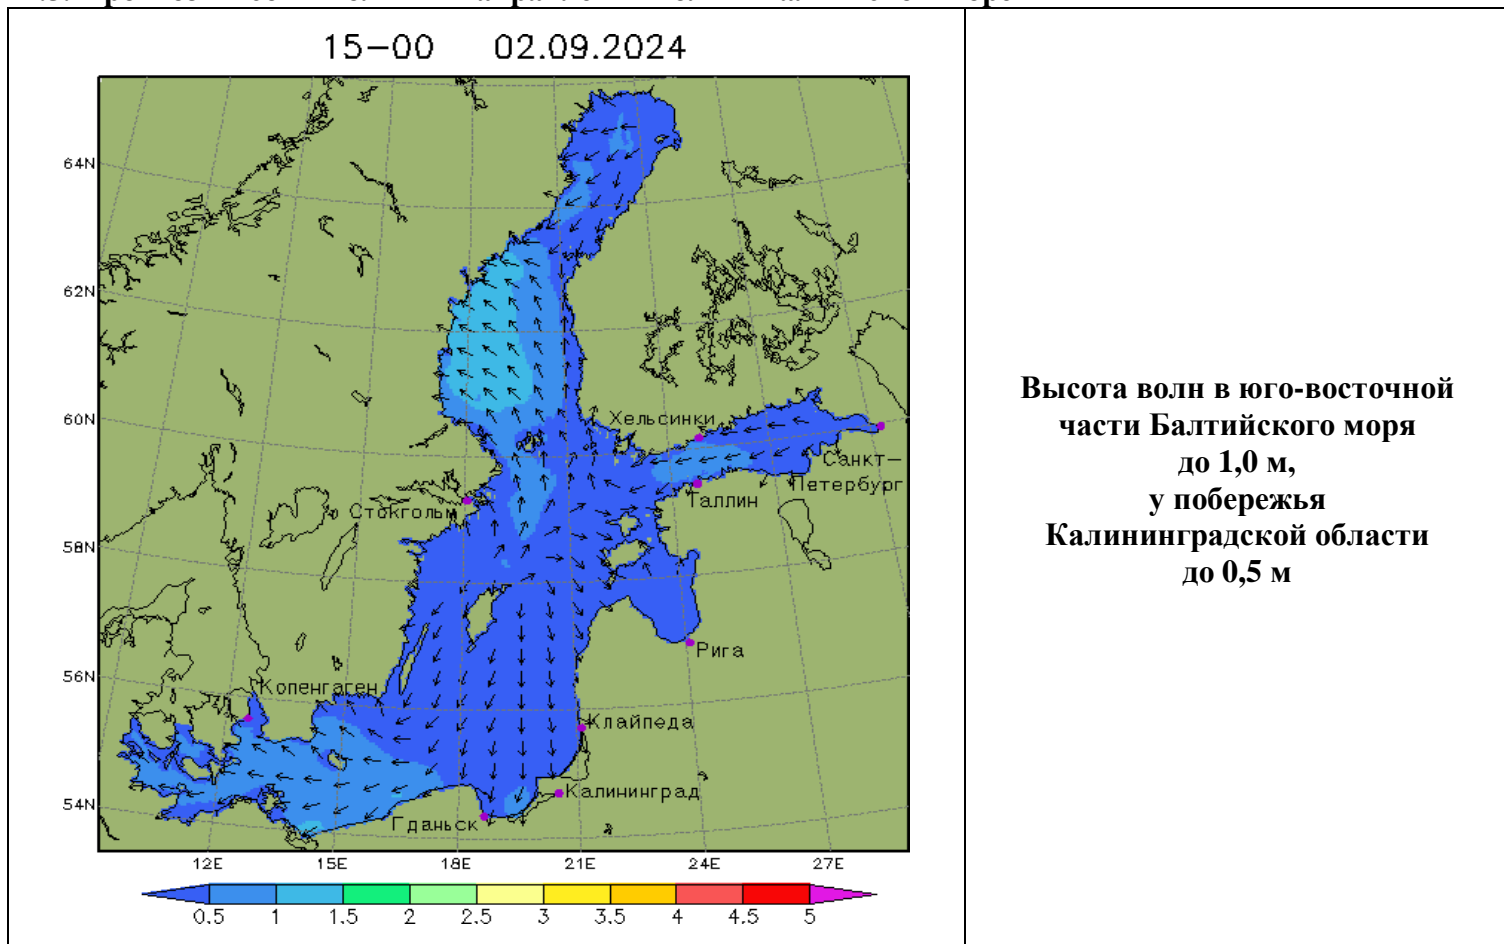 15-00 02.09.2024
64N
62N
60N
58N
56N
54N
Хельсинки
Санкт-
Петербург
Таллин
Стокгольм
Рига
Копенгаген
Клайпеда
Калининград
Гданьск
12E 15E 18E 21E 24E 27E
0.5 1 1.5 2 2.5 3 3.5 4 4.5 5
Высота волн в юго-восточной
части Балтийского моря
до 1,0 м,
у побережья
Калининградской области
до 0,5 м